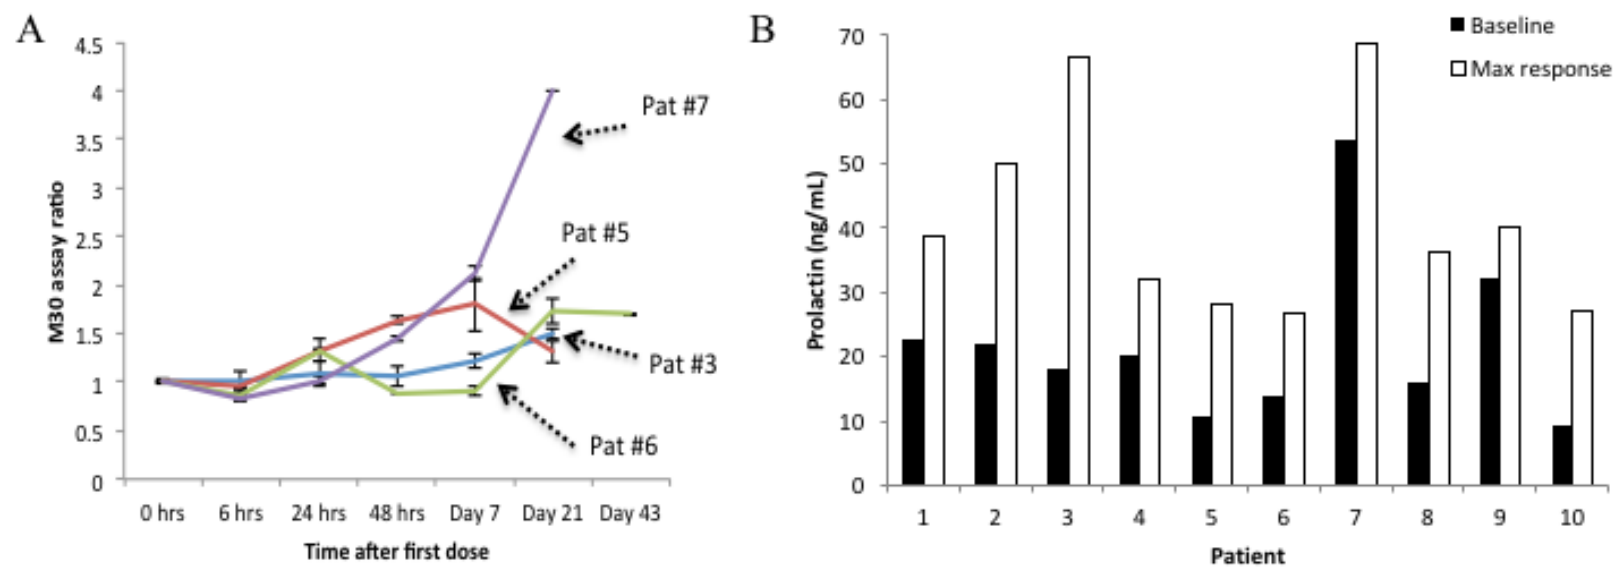 A
4.5
4
3.5
3
2.5
2
1.5
1
0.5
0
M30 assay ratio
0 hrs 6 hrs 24 hrs 48 hrs Day 7 Day 21 Day 43
Time after first dose
Pat #7
Pat #5
Pat #3
Pat #6
B
Baseline
Max response
70
60
50
40
30
20
10
0
Prolactin (ng/mL)
1 2 3 4 5 6 7 8 9 10
Patient